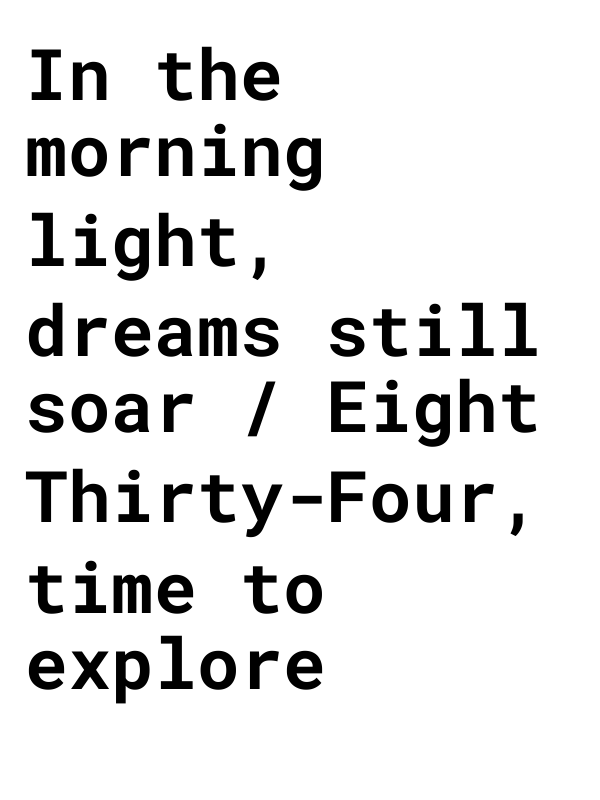 In the
morning
light,
dreams still
soar / Eight
Thirty-Four,
time to
explore